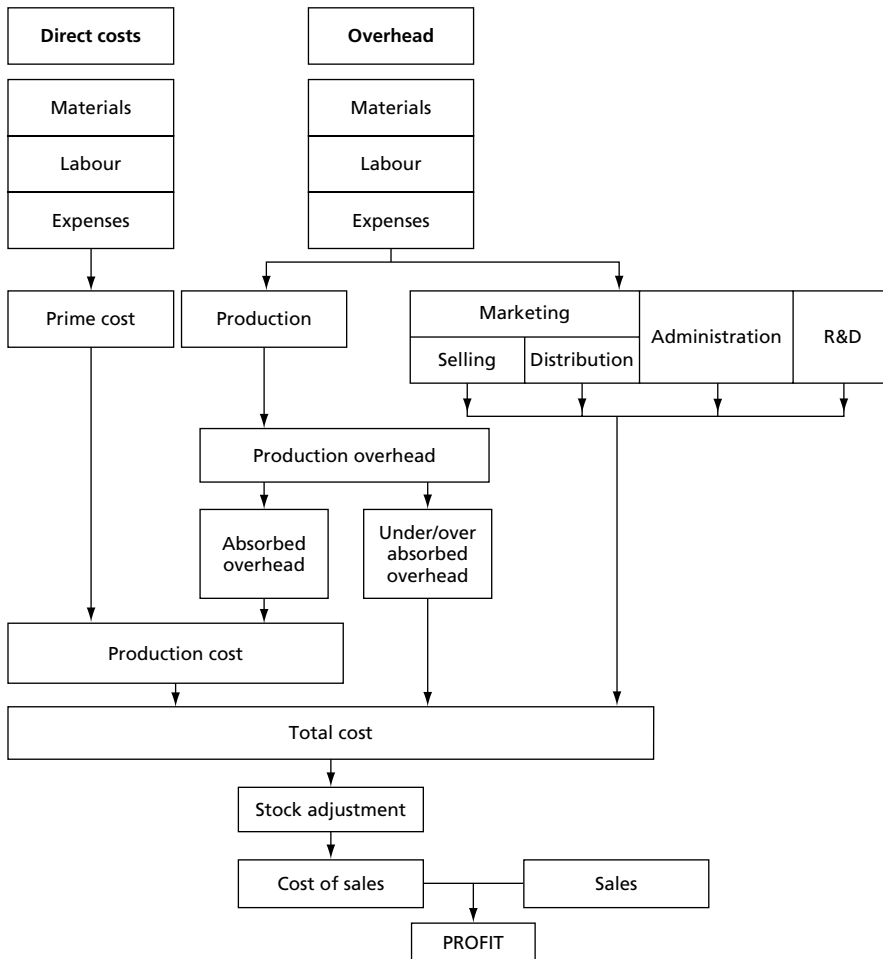 Direct costs
Overhead
Materials
Materials
Labour
Labour
Expenses
Expenses
Prime cost
Production
Marketing
Administration
R&D
Selling
Distribution
Production overhead
Absorbed
overhead
Under/over
absorbed
overhead
Production cost
Total cost
Stock adjustment
Cost of sales
Sales
PROFIT